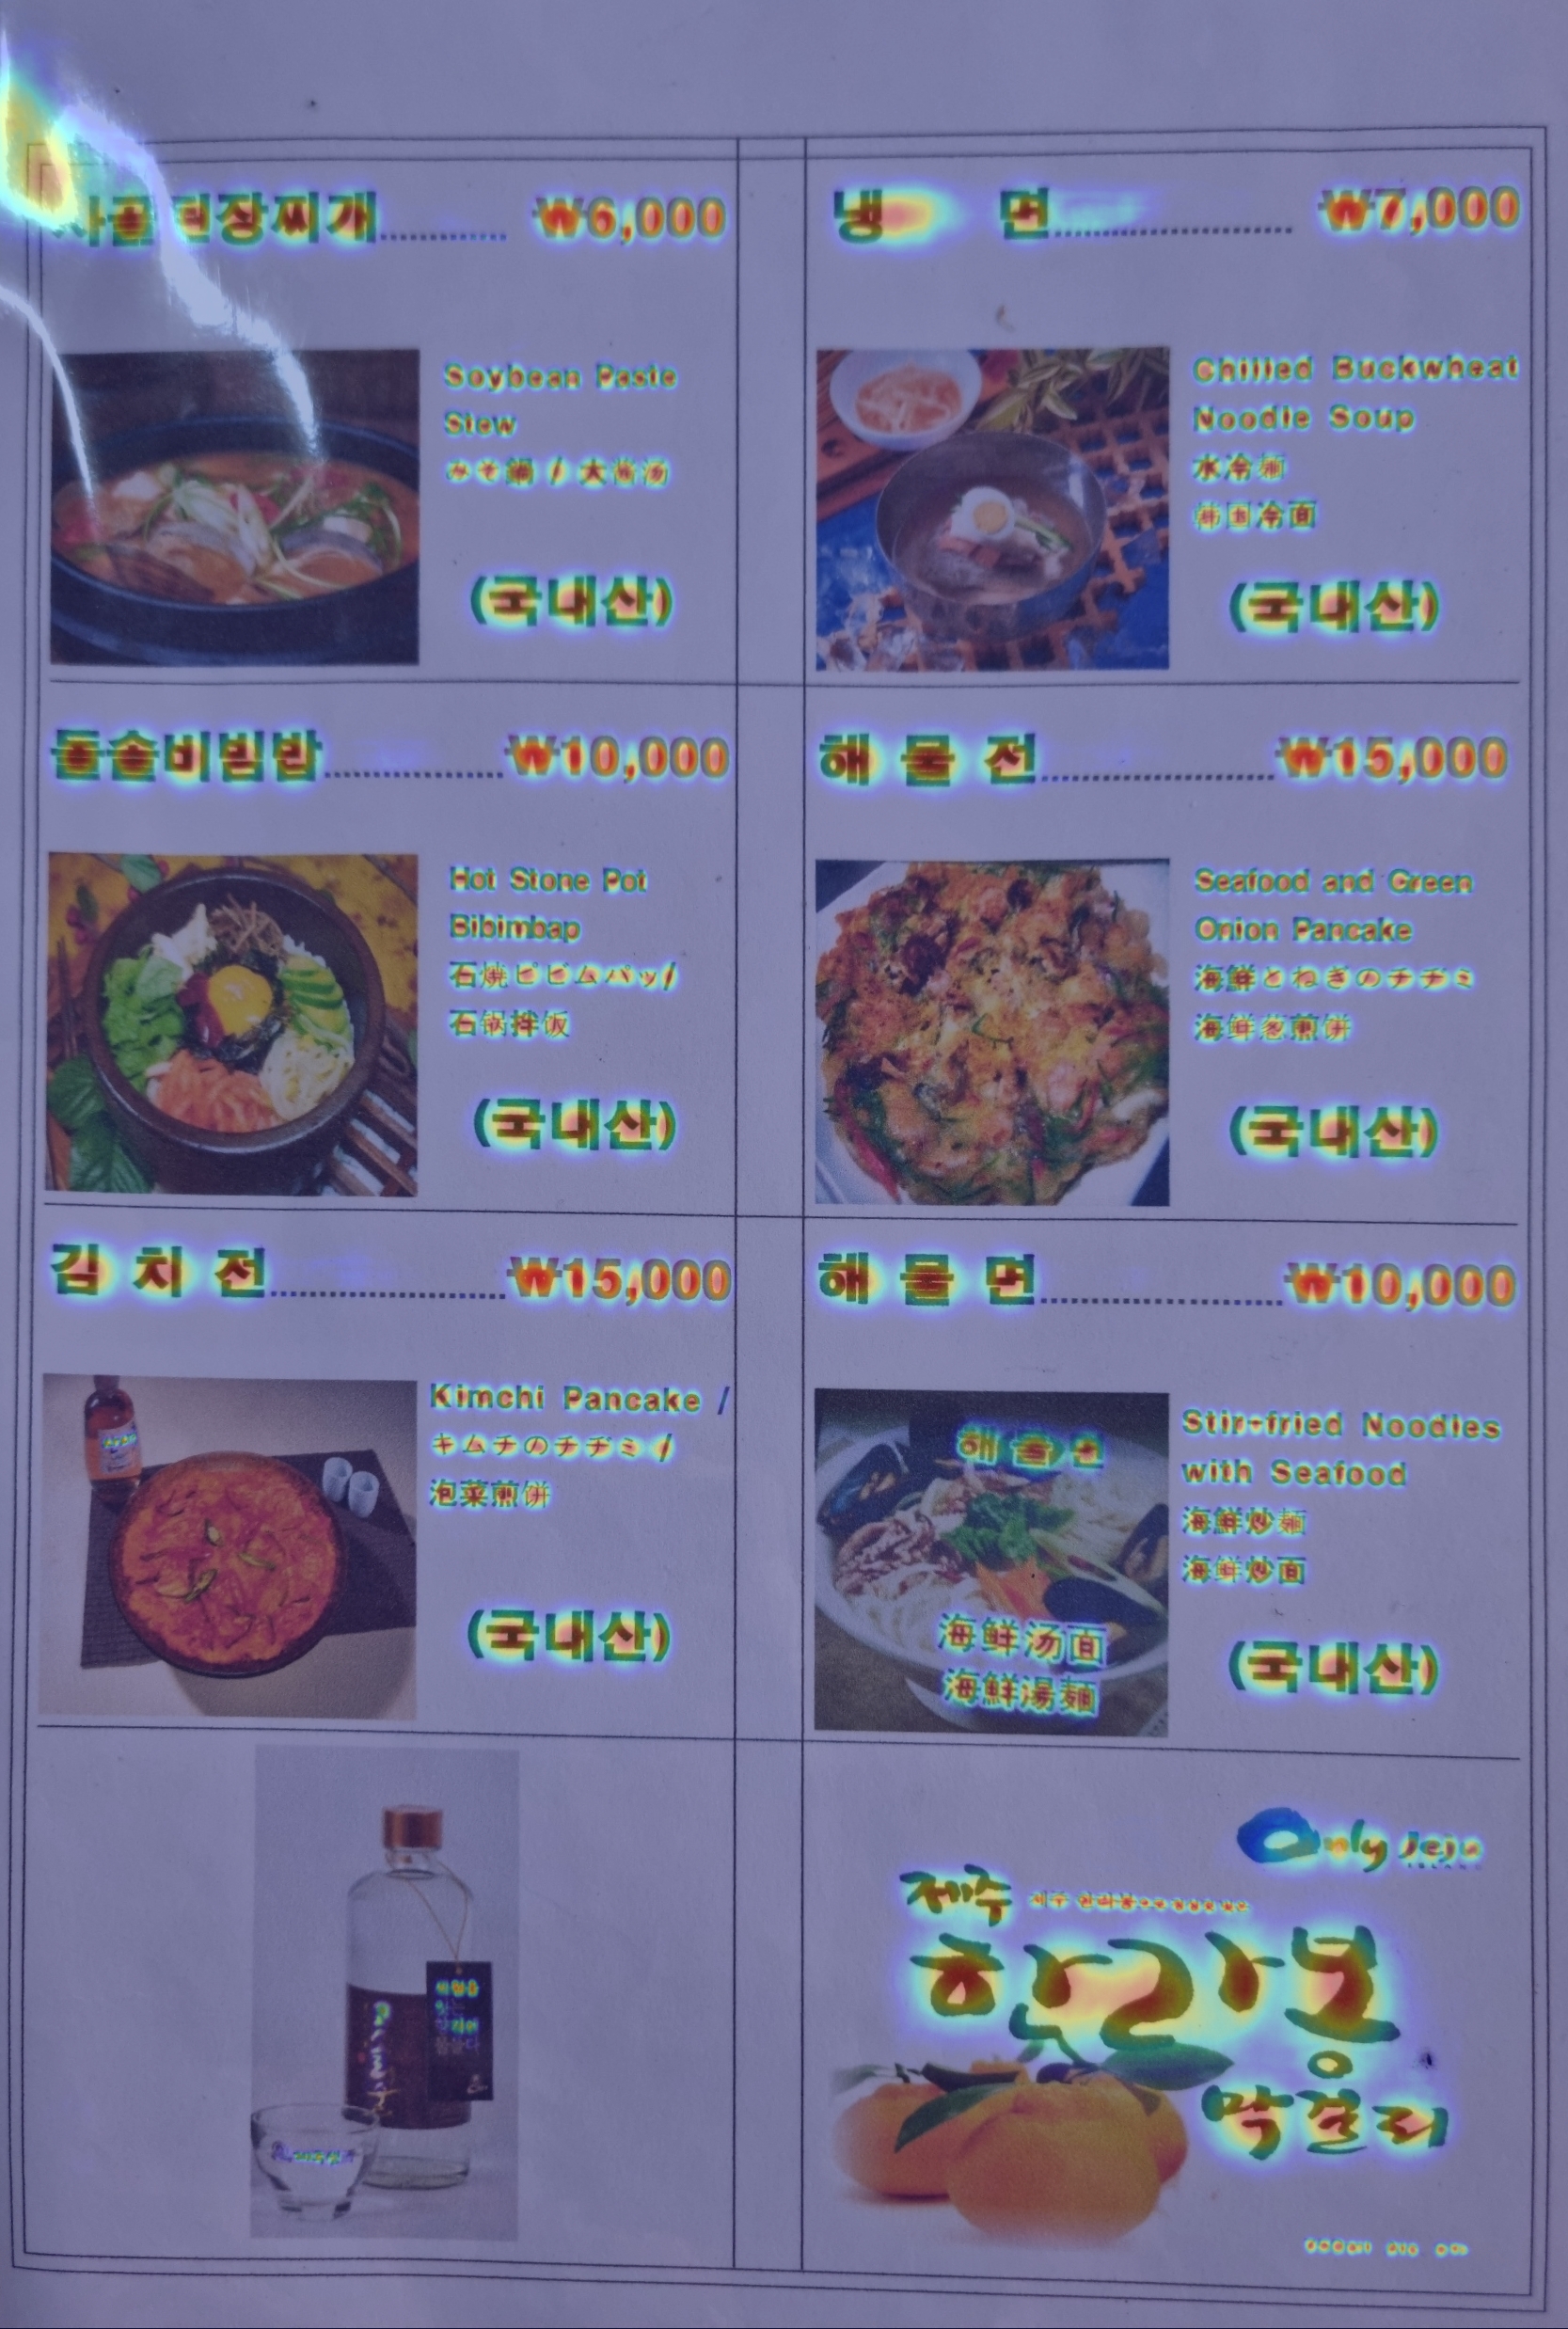 사골된장찌개............ ₩6,000
Soybean Paste
Stew
みそ鍋 / 大酱汤
(국내산)
냉 면...................... ₩7,000
Chilled Buckwheat
Noodle Soup
水冷麺
韩国冷面
(국내산)
돌솥비빔밥.................₩10,000
Hot Stone Pot
Bibimbap
石焼ビビムバッ/
石锅拌饭
(국내산)
해 물 전......................₩15,000
Seafood and Green
Onion Pancake
海鮮とねぎのチヂミ
海鲜葱煎饼
(국내산)
김 치 전......................₩15,000
Kimchi Pancake /
キムチのチヂミ /
泡菜煎饼
(국내산)
해 물 면.......................₩10,000
해 물 면
海鲜汤面
海鮮湯麺
Stir-fried Noodles
with Seafood
海鮮炒麺
海鲜炒面
(국내산)
세월을
Only Jeju
ISLAND
제주
한라봉
막걸리